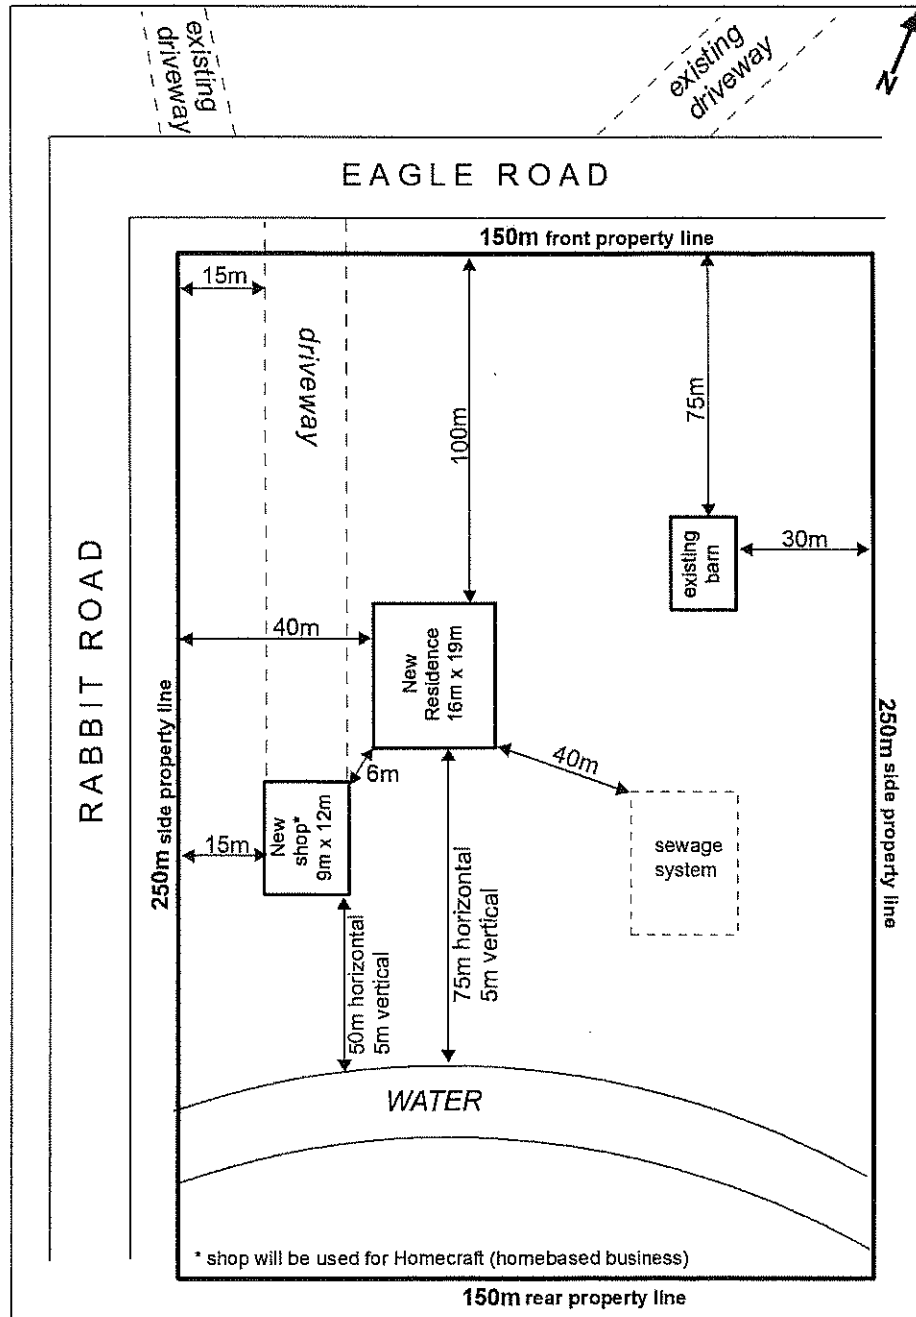 existing
driveway
existing
driveway
N
EAGLE ROAD
150m front property line
15m
driveway
100m
75m
RABBIT ROAD
existing
barn
30m
40m
New
Residence
16m x 19m
250m side property line
250m side property line
6m
40m
New
shop*
9m x 12m
15m
sewage
system
50m horizontal
5m vertical
75m horizontal
5m vertical
WATER
* shop will be used for Homecraft (homebased business)
150m rear property line